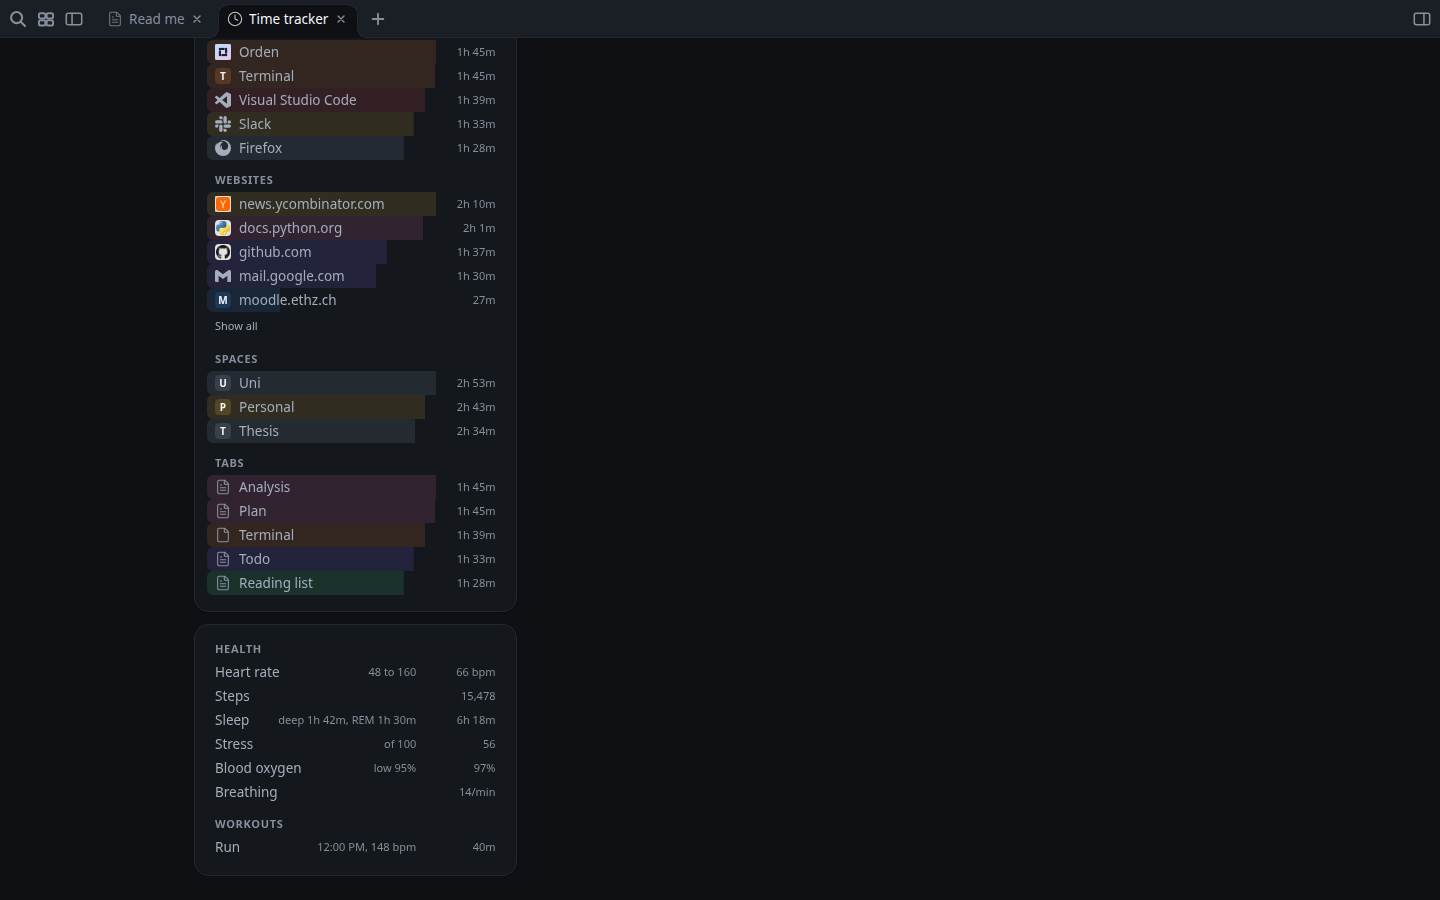 Read me
Time tracker
Orden 1h 45m
T Terminal 1h 45m
Visual Studio Code 1h 39m
Slack 1h 33m
Firefox 1h 28m
WEBSITES
Y news.ycombinator.com 2h 10m
docs.python.org 2h 1m
github.com 1h 37m
mail.google.com 1h 30m
M moodle.ethz.ch 27m
Show all
SPACES
U Uni 2h 53m
P Personal 2h 43m
T Thesis 2h 34m
TABS
Analysis 1h 45m
Plan 1h 45m
Terminal 1h 39m
Todo 1h 33m
Reading list 1h 28m
HEALTH
Heart rate 48 to 160 66 bpm
Steps 15,478
Sleep deep 1h 42m, REM 1h 30m 6h 18m
Stress of 100 56
Blood oxygen low 95% 97%
Breathing 14/min
WORKOUTS
Run 12:00 PM, 148 bpm 40m